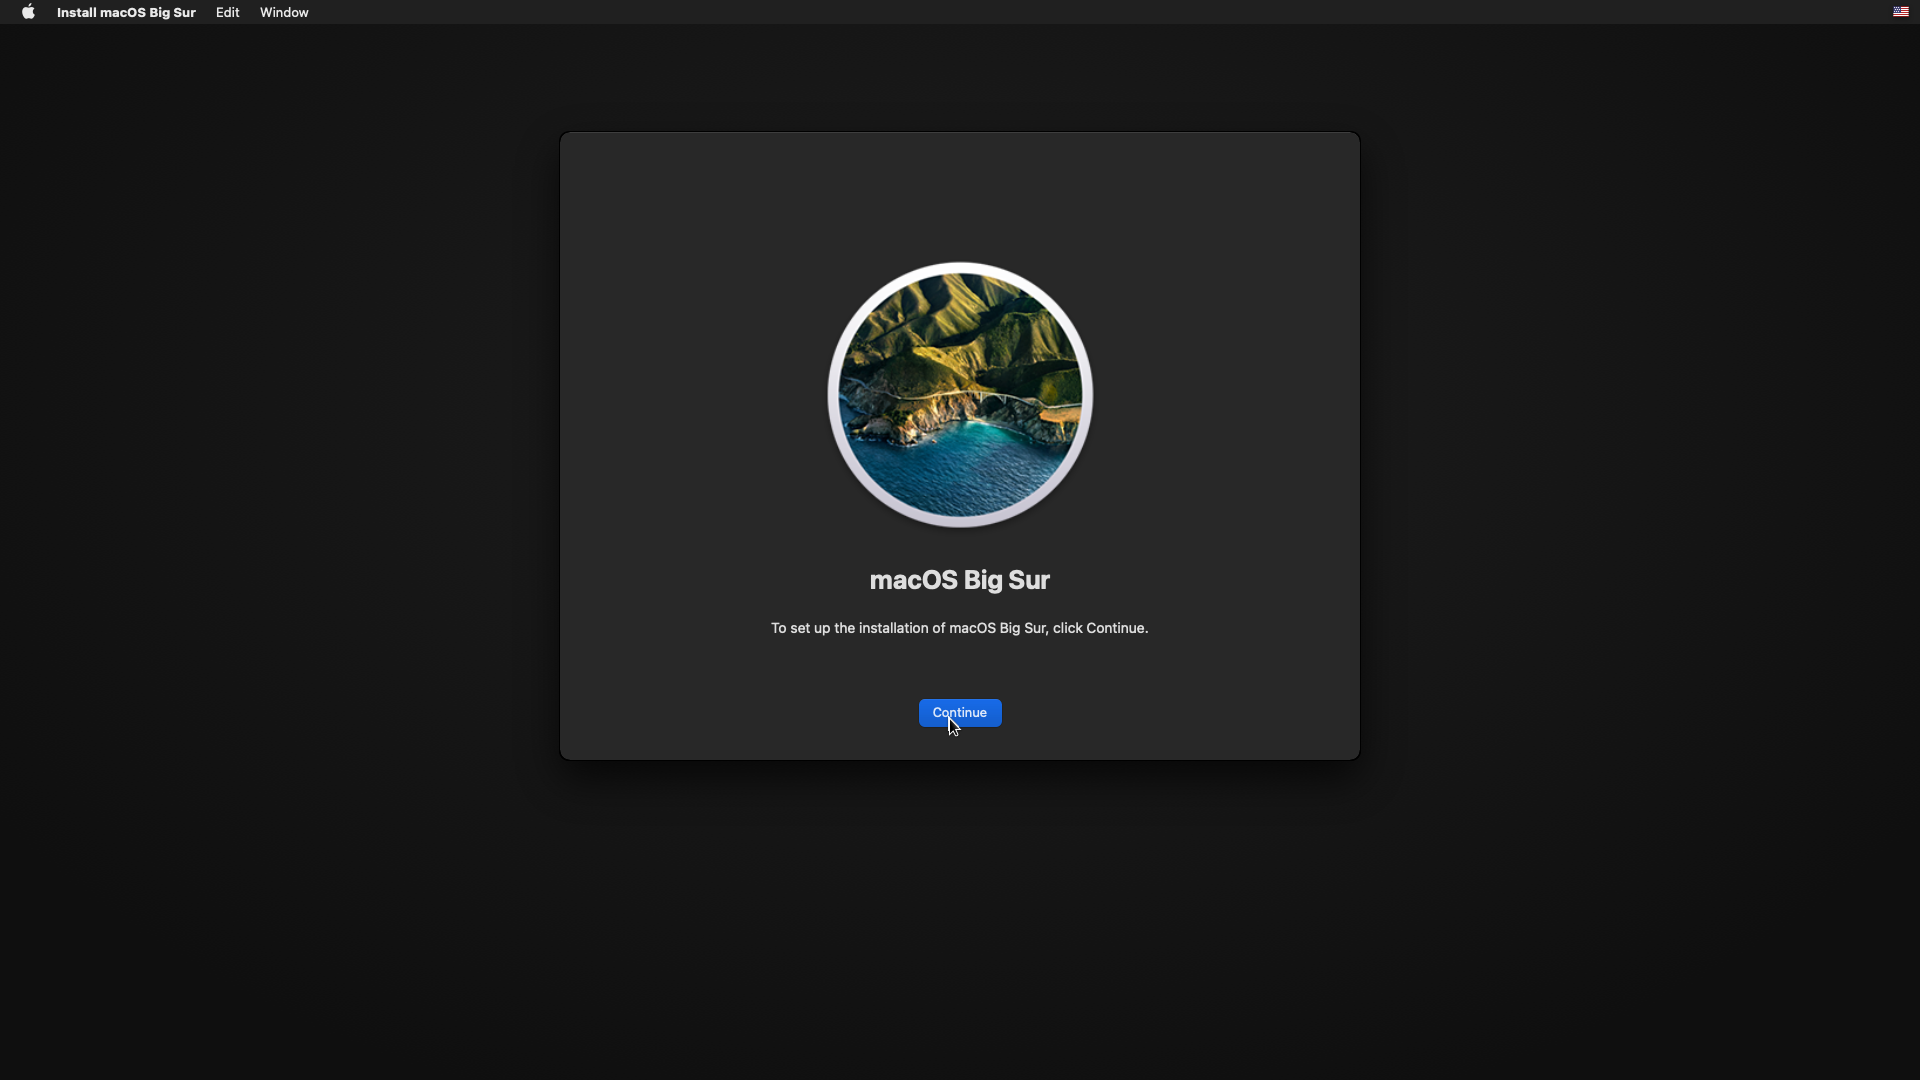 Install macOS Big Sur Edit Window
macOS Big Sur
To set up the installation of macOS Big Sur, click Continue.
Continue